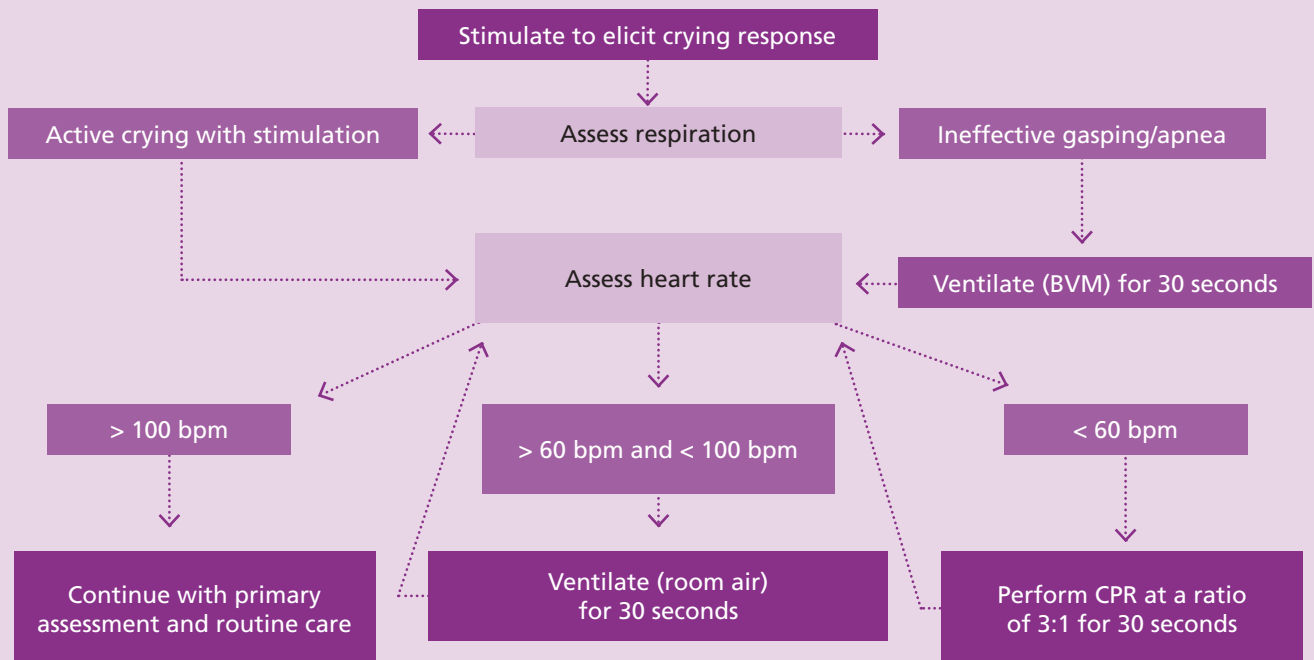 Stimulate to elicit crying response
Active crying with stimulation
Assess respiration
Ineffective gasping/apnea
Assess heart rate
Ventilate (BVM) for 30 seconds
> 100 bpm
> 60 bpm and < 100 bpm
< 60 bpm
Continue with primary
assessment and routine care
Ventilate (room air)
for 30 seconds
Perform CPR at a ratio
of 3:1 for 30 seconds